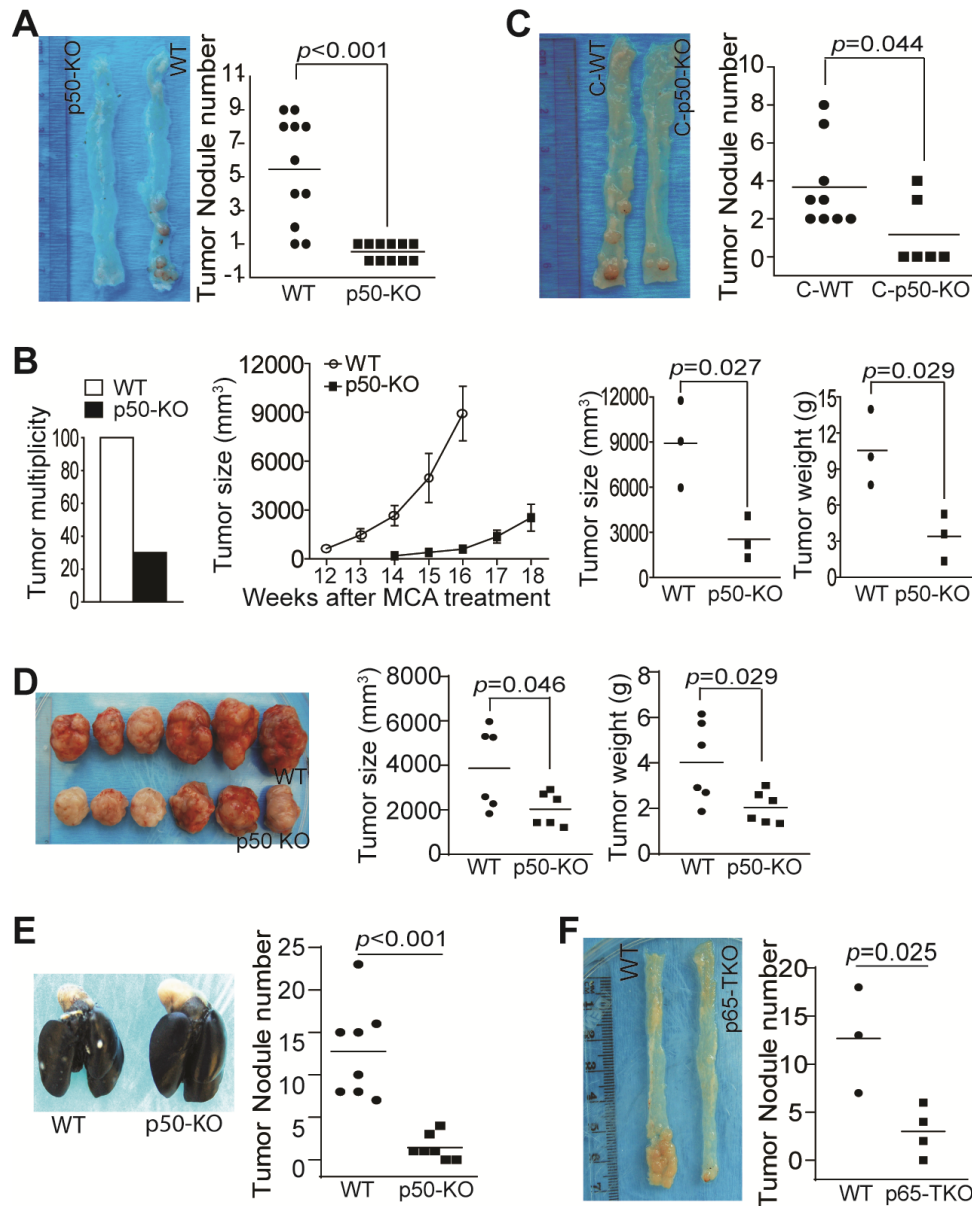 A
p50-KO
WT
Tumor Nodule number
11
9
7
5
3
1
-1
p<0.001
WT p50-KO
C
C-WT
C-p50-KO
Tumor Nodule number
8
6
4
2
0
p=0.044
C-WT C-p50-KO
B
WT
p50-KO
Tumor multiplicity
100
80
60
40
20
0
Tumor size (mm³)
12000
9000
6000
3000
0
WT
p50-KO
12 13 14 15 16 17 18
Weeks after MCA treatment
Tumor size (mm³)
12000
9000
6000
3000
0
p=0.027
WT p50-KO
Tumor weight (g)
15
12
9
6
3
0
p=0.029
WT p50-KO
D
WT
p50 KO
Tumor size (mm³)
8000
6000
4000
2000
0
p=0.046
WT p50-KO
Tumor weight (g)
8
6
4
2
0
p=0.029
WT p50-KO
E
WT p50-KO
Tumor Nodule number
25
20
15
10
5
0
p<0.001
WT p50-KO
F
WT
p65-TKO
Tumor Nodule number
20
15
10
5
0
p=0.025
WT p65-TKO